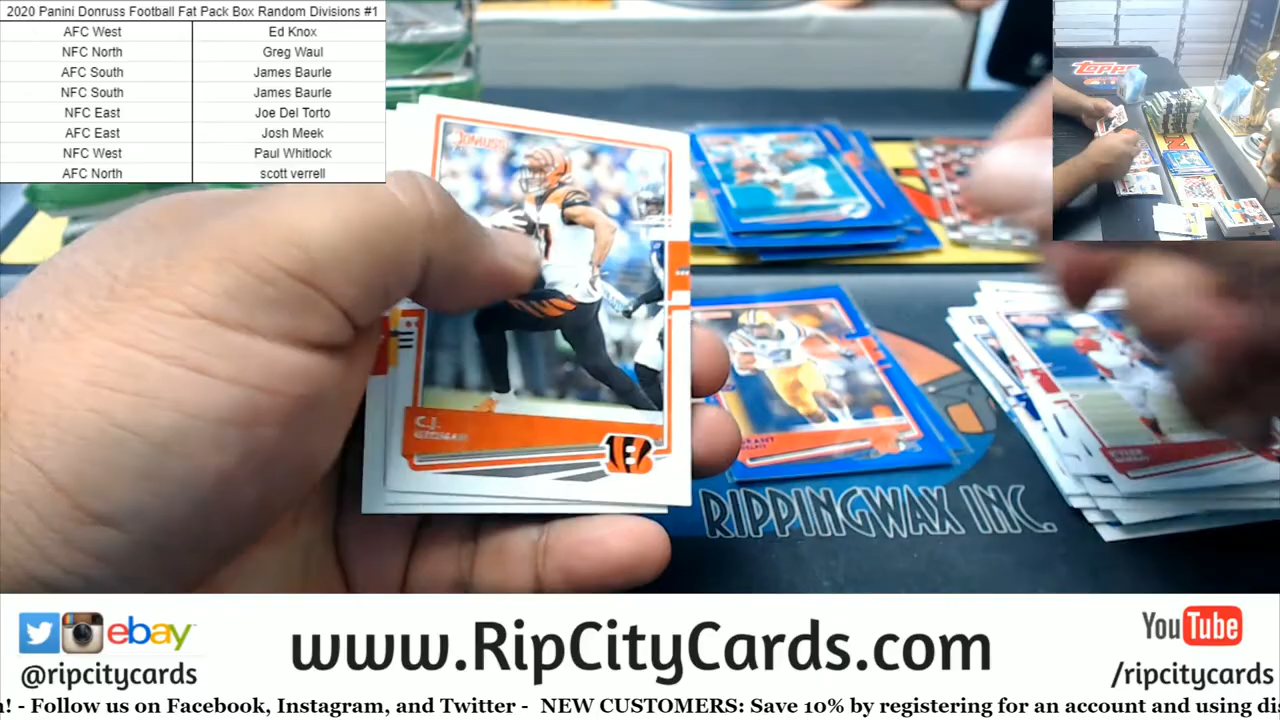 2020 Panini Donruss Football Fat Pack Box Random Divisions #1
AFC West Ed Knox
NFC North Greg Waul
AFC South James Baurle
NFC South James Baurle
NFC East Joe Del Torto
AFC East Josh Meek
NFC West Paul Whitlock
AFC North scott verrell
TOPPS
DONRUSS
C.J.
RIPPINGWAX INC.
ebay
@ripcitycards
www.RipCityCards.com
YouTube
/ripcitycards
! - Follow us on Facebook, Instagram, and Twitter - NEW CUSTOMERS: Save 10% by registering for an account and using